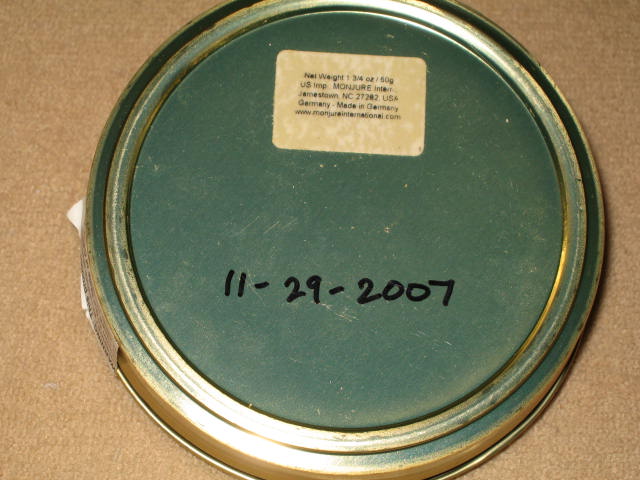 Net Weight 1 3/4 oz / 50g
US Imp.: MONJURE Intern.
Jamestown, NC 27282, USA
Germany - Made in Germany
www.monjureinternational.com
11-29-2007